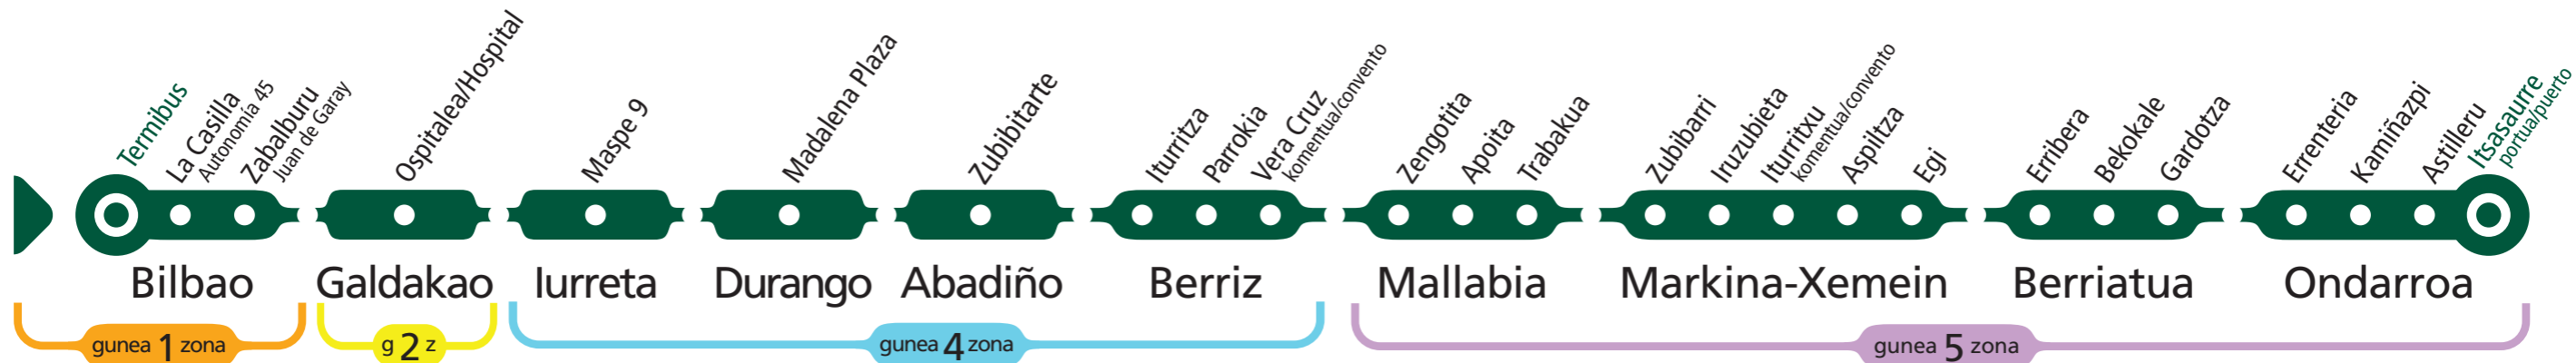 Termibus
La Casilla
Autonomía 45
Zabalburu
Juan de Garay
Ospitalea/Hospital
Maspe 9
Madalena Plaza
Zubibitarte
Iturritza
Parrokia
Vera Cruz
komentua/convento
Zengotita
Apoita
Trabakua
Zubibarri
Iruzubieta
Iturritxu
komentua/convento
Aspiltza
Egi
Erribera
Bekokale
Gardotza
Errenteria
Kamiñazpi
Astilleru
Itsasaurre
portua/puerto
Bilbao
Galdakao
Iurreta
Durango
Abadiño
Berriz
Mallabia
Markina-Xemein
Berriatua
Ondarroa
gunea 1 zona
g 2 z
gunea 4 zona
gunea 5 zona